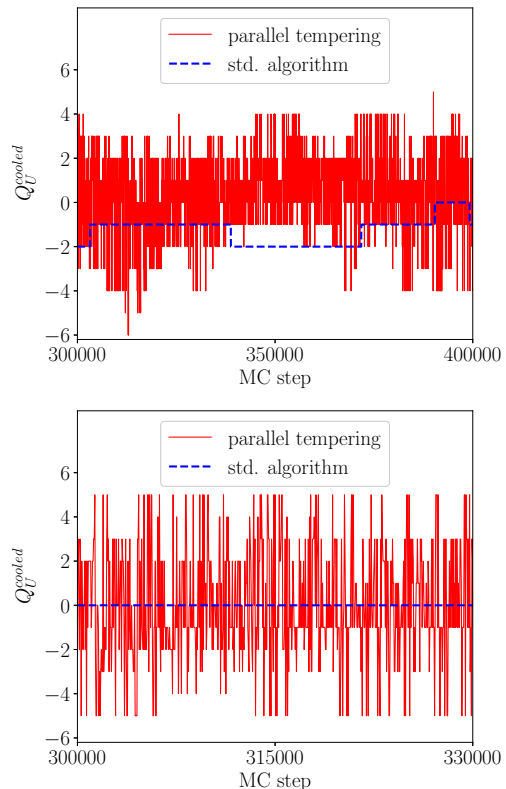 parallel tempering
std. algorithm
6
4
2
0
−2
−4
−6
Q_U^{cooled}
300000
350000
400000
MC step
parallel tempering
std. algorithm
6
4
2
0
−2
−4
−6
Q_U^{cooled}
300000
315000
330000
MC step